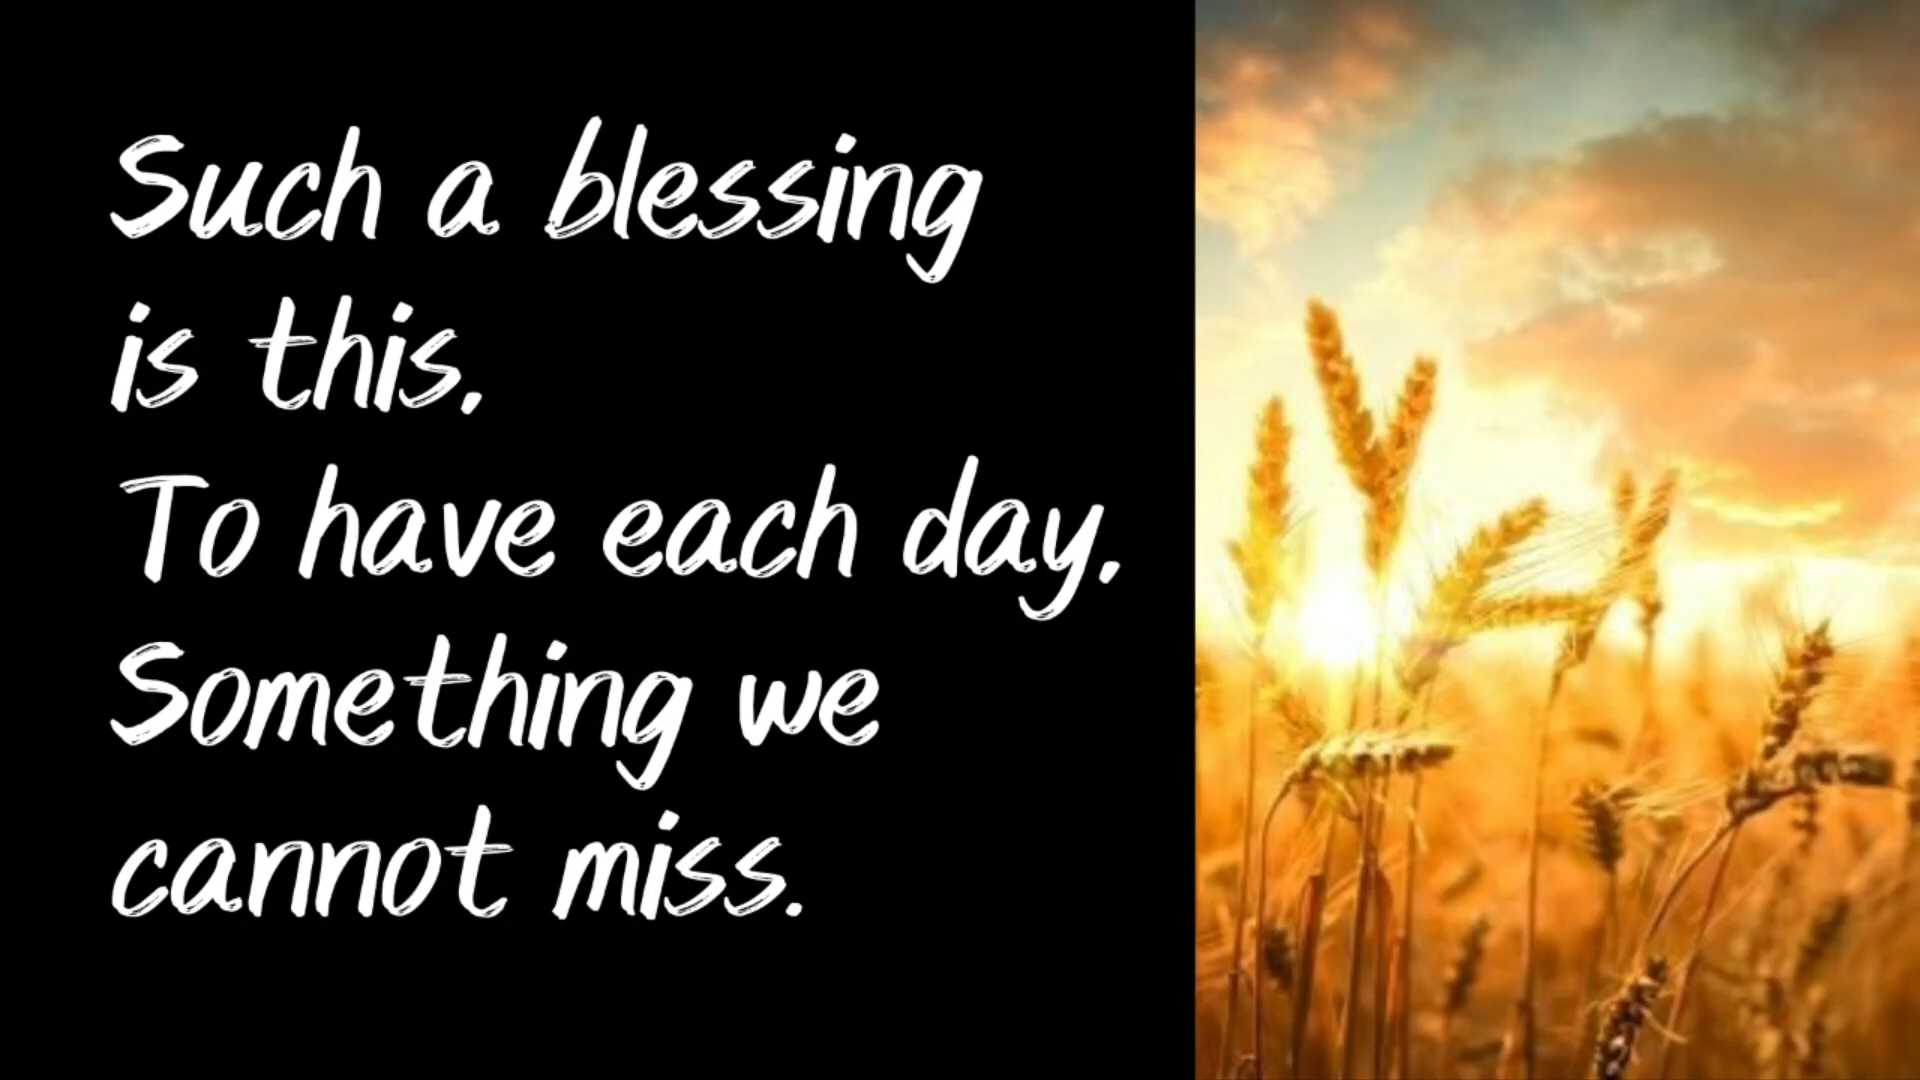 Such a blessing
is this,
To have each day,
Something we
cannot miss.